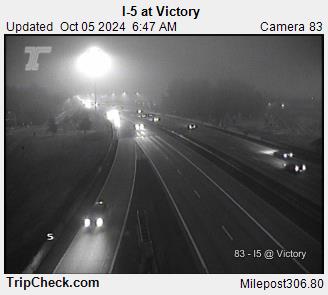 I-5 at Victory
Updated Oct 05 2024 6:47 AM Camera 83
T
S
83 - I5 @ Victory
TripCheck.com Milepost306.80